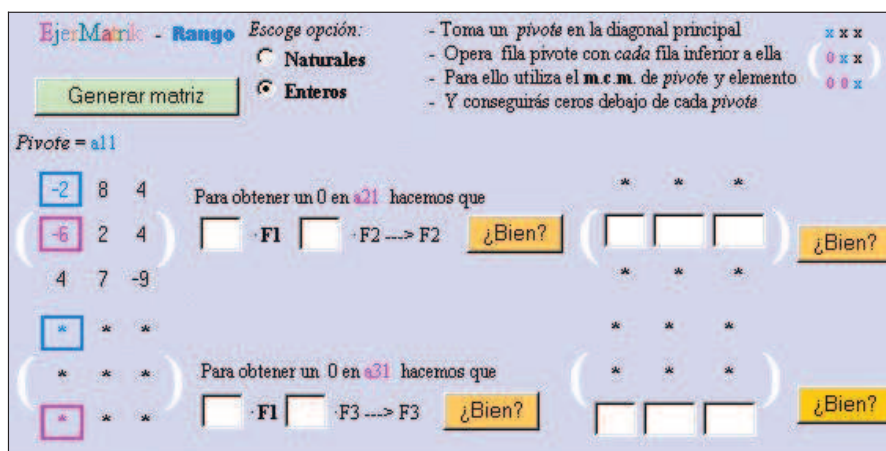 EjerMatrik - Rango
Escoge opción:
Naturales
Enteros
Generar matriz
- Toma un pivote en la diagonal principal
- Opera fila pivote con cada fila inferior a ella
- Para ello utiliza el m.c.m. de pivote y elemento
- Y conseguirás ceros debajo de cada pivote
x x x
0 x x
0 0 x
Pivote = a11
-2 8 4
-6 2 4
4 7 -9
Para obtener un 0 en a21 hacemos que
·F1 ·F2 ---> F2
¿Bien?
* * *
* * *
¿Bien?
* * *
* * *
* * *
Para obtener un 0 en a31 hacemos que
·F1 ·F3 ---> F3
¿Bien?
* * *
* * *
¿Bien?